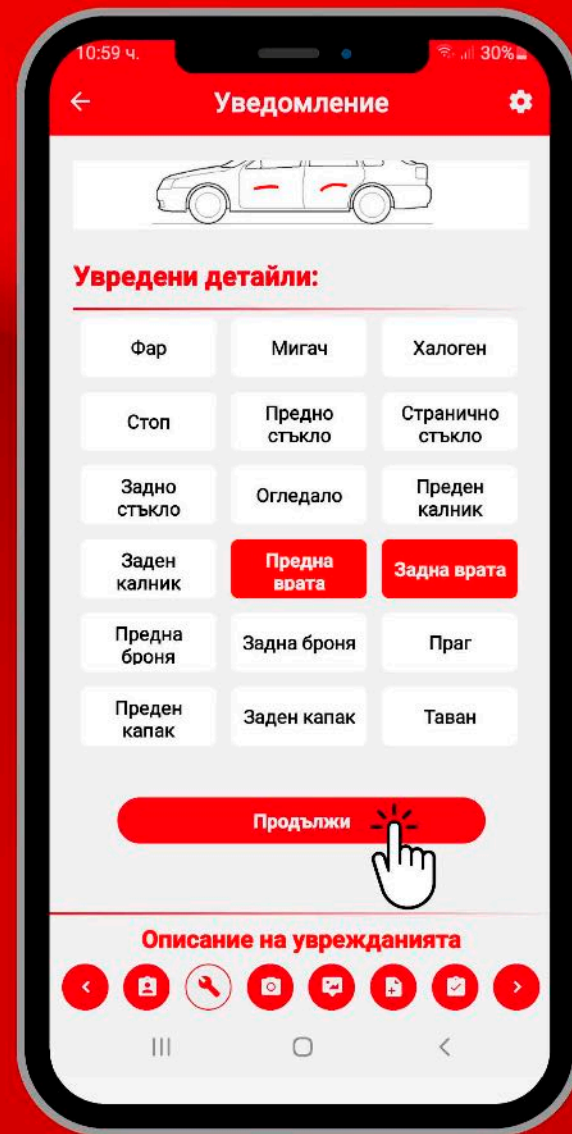 10:59 ч.
30%
Уведомление
Увредени детайли:
Фар
Мигач
Халоген
Стоп
Предно
стъкло
Странично
стъкло
Задно
стъкло
Огледало
Преден
калник
Заден
калник
Предна
врата
Задна врата
Предна
броня
Задна броня
Праг
Преден
капак
Заден капак
Таван
Продължи
Описание на уврежданията